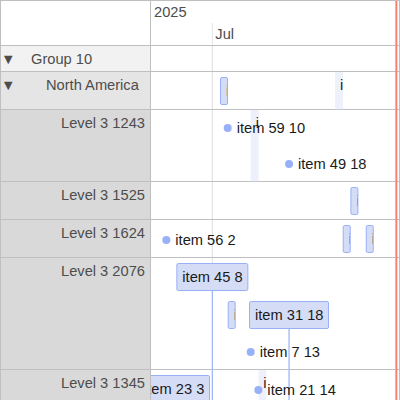 2025
Jul
▼ Group 10
▼ North America
i
Level 3 1243
i
item 59 10
item 49 18
Level 3 1525
Level 3 1624
item 56 2
Level 3 2076
item 45 8
item 31 18
item 7 13
Level 3 1345
em 23 3
i
item 21 14